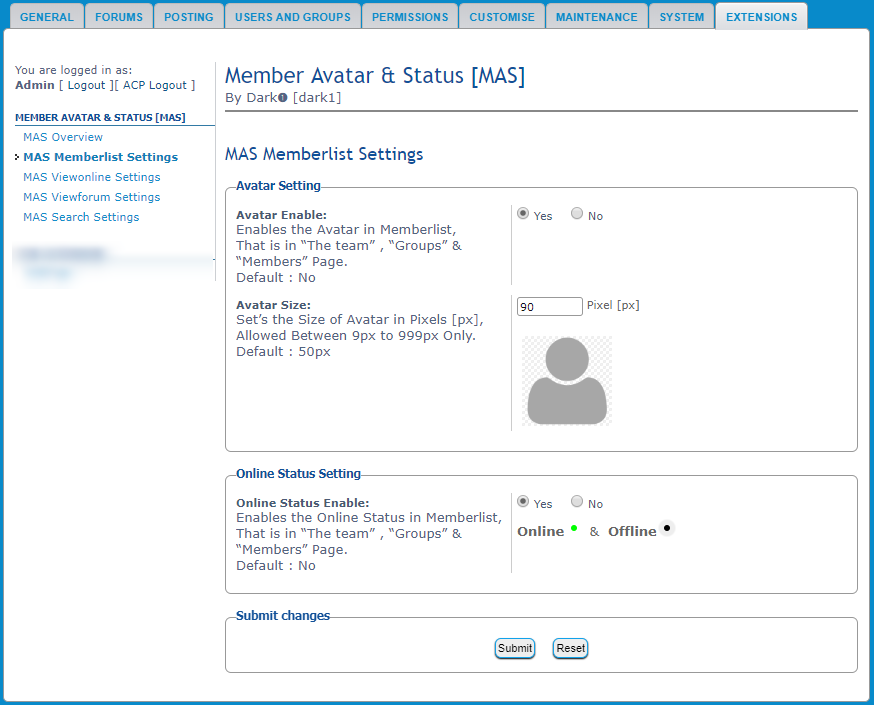 GENERAL FORUMS POSTING USERS AND GROUPS PERMISSIONS CUSTOMISE MAINTENANCE SYSTEM EXTENSIONS
You are logged in as:
Admin [ Logout ][ ACP Logout ]
MEMBER AVATAR & STATUS [MAS]
MAS Overview
MAS Memberlist Settings
MAS Viewonline Settings
MAS Viewforum Settings
MAS Search Settings
Member Avatar & Status [MAS]
By Dark❶ [dark1]
MAS Memberlist Settings
Avatar Setting
Avatar Enable:
Enables the Avatar in Memberlist,
That is in “The team” , “Groups” &
“Members” Page.
Default : No
Yes No
Avatar Size:
Set’s the Size of Avatar in Pixels [px],
Allowed Between 9px to 999px Only.
Default : 50px
90 Pixel [px]
Online Status Setting
Online Status Enable:
Enables the Online Status in Memberlist,
That is in “The team” , “Groups” &
“Members” Page.
Default : No
Yes No
Online & Offline
Submit changes
Submit Reset